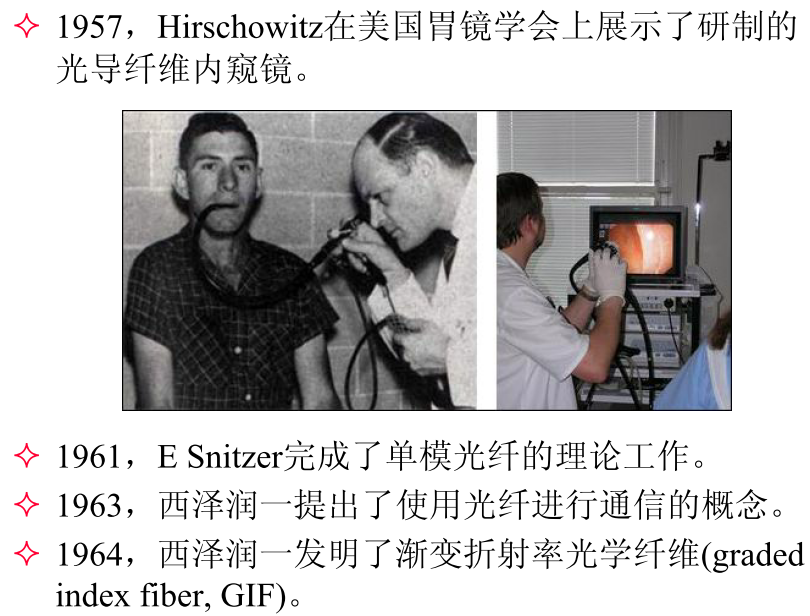 ✧ 1957，Hirschowitz在美国胃镜学会上展示了研制的
光导纤维内窥镜。
✧ 1961，E Snitzer完成了单模光纤的理论工作。
✧ 1963，西泽润一提出了使用光纤进行通信的概念。
✧ 1964，西泽润一发明了渐变折射率光学纤维(graded
index fiber, GIF)。